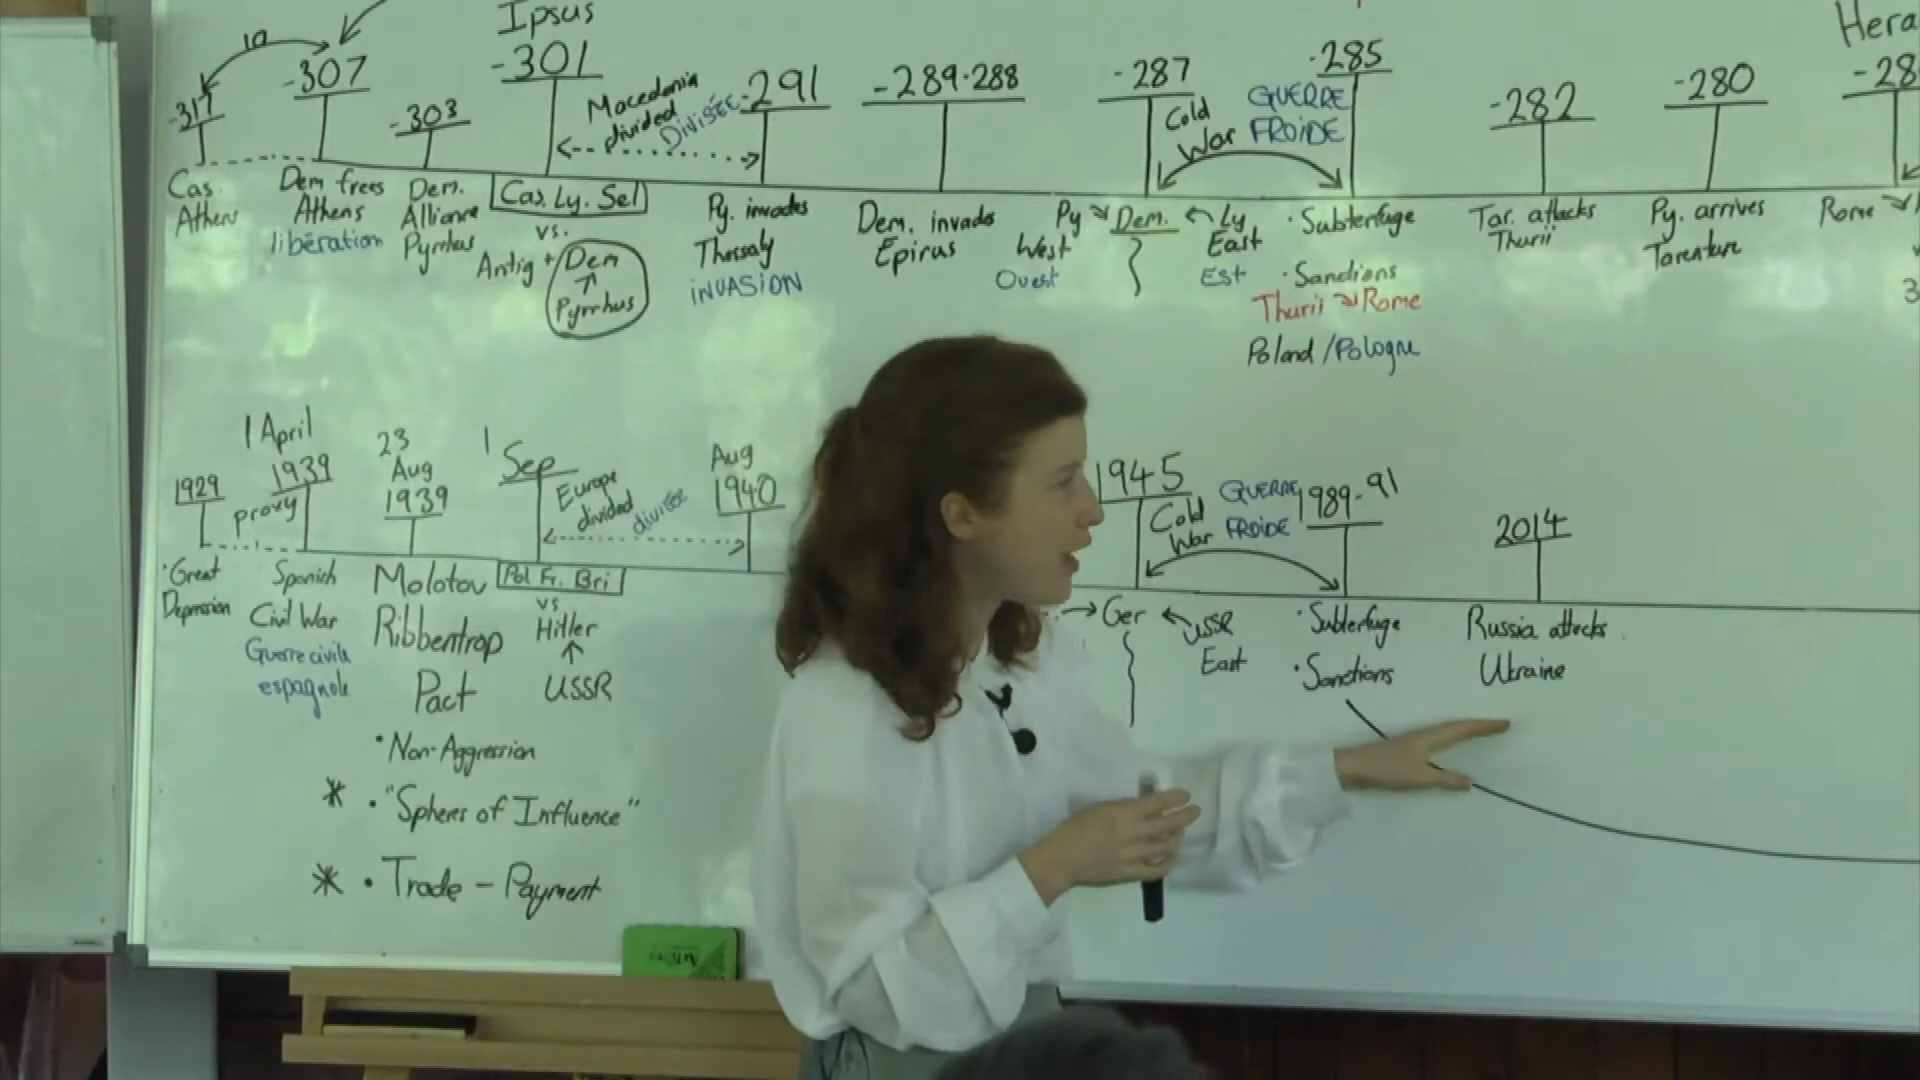 Ipsus
Hera
10
-317
-307
-303
-301
Macedonia
divided
DIVISÉE
-291
-289-288
-287
Cold
War
GUERRE
FROIDE
-285
-282
-280
-28
Cas.
Athens
Dem frees
Athens
libération
Dem.
Alliance
Pyrrhus
Cas. Ly. Sel
vs.
Antig + Dem
Pyrrhus
Py. invades
Thessaly
INVASION
Dem. invades
Epirus
Py Dem. Ly
West East
Ouest Est
• Subterfuge
• Sanctions
Thurii Rome
Poland / Pologne
Tar. attacks
Thurii
Py. arrives
Tarentum
Rome
3
1929
proxy
1 April
1939
23
Aug
1939
1 Sep
Europe
divided
divisée
Aug
1940
1945
Cold
War
GUERRE
FROIDE
1989-91
2014
• Great
Depression
Spanish
Civil War
Guerre civile
espagnole
Molotov
Ribbentrop
Pact
• Non-Aggression
* • "Spheres of Influence"
* • Trade - Payment
Pol Fr. Bri
vs
Hitler
USSR
Ger USSR
East
• Subterfuge
• Sanctions
Russia attacks
Ukraine